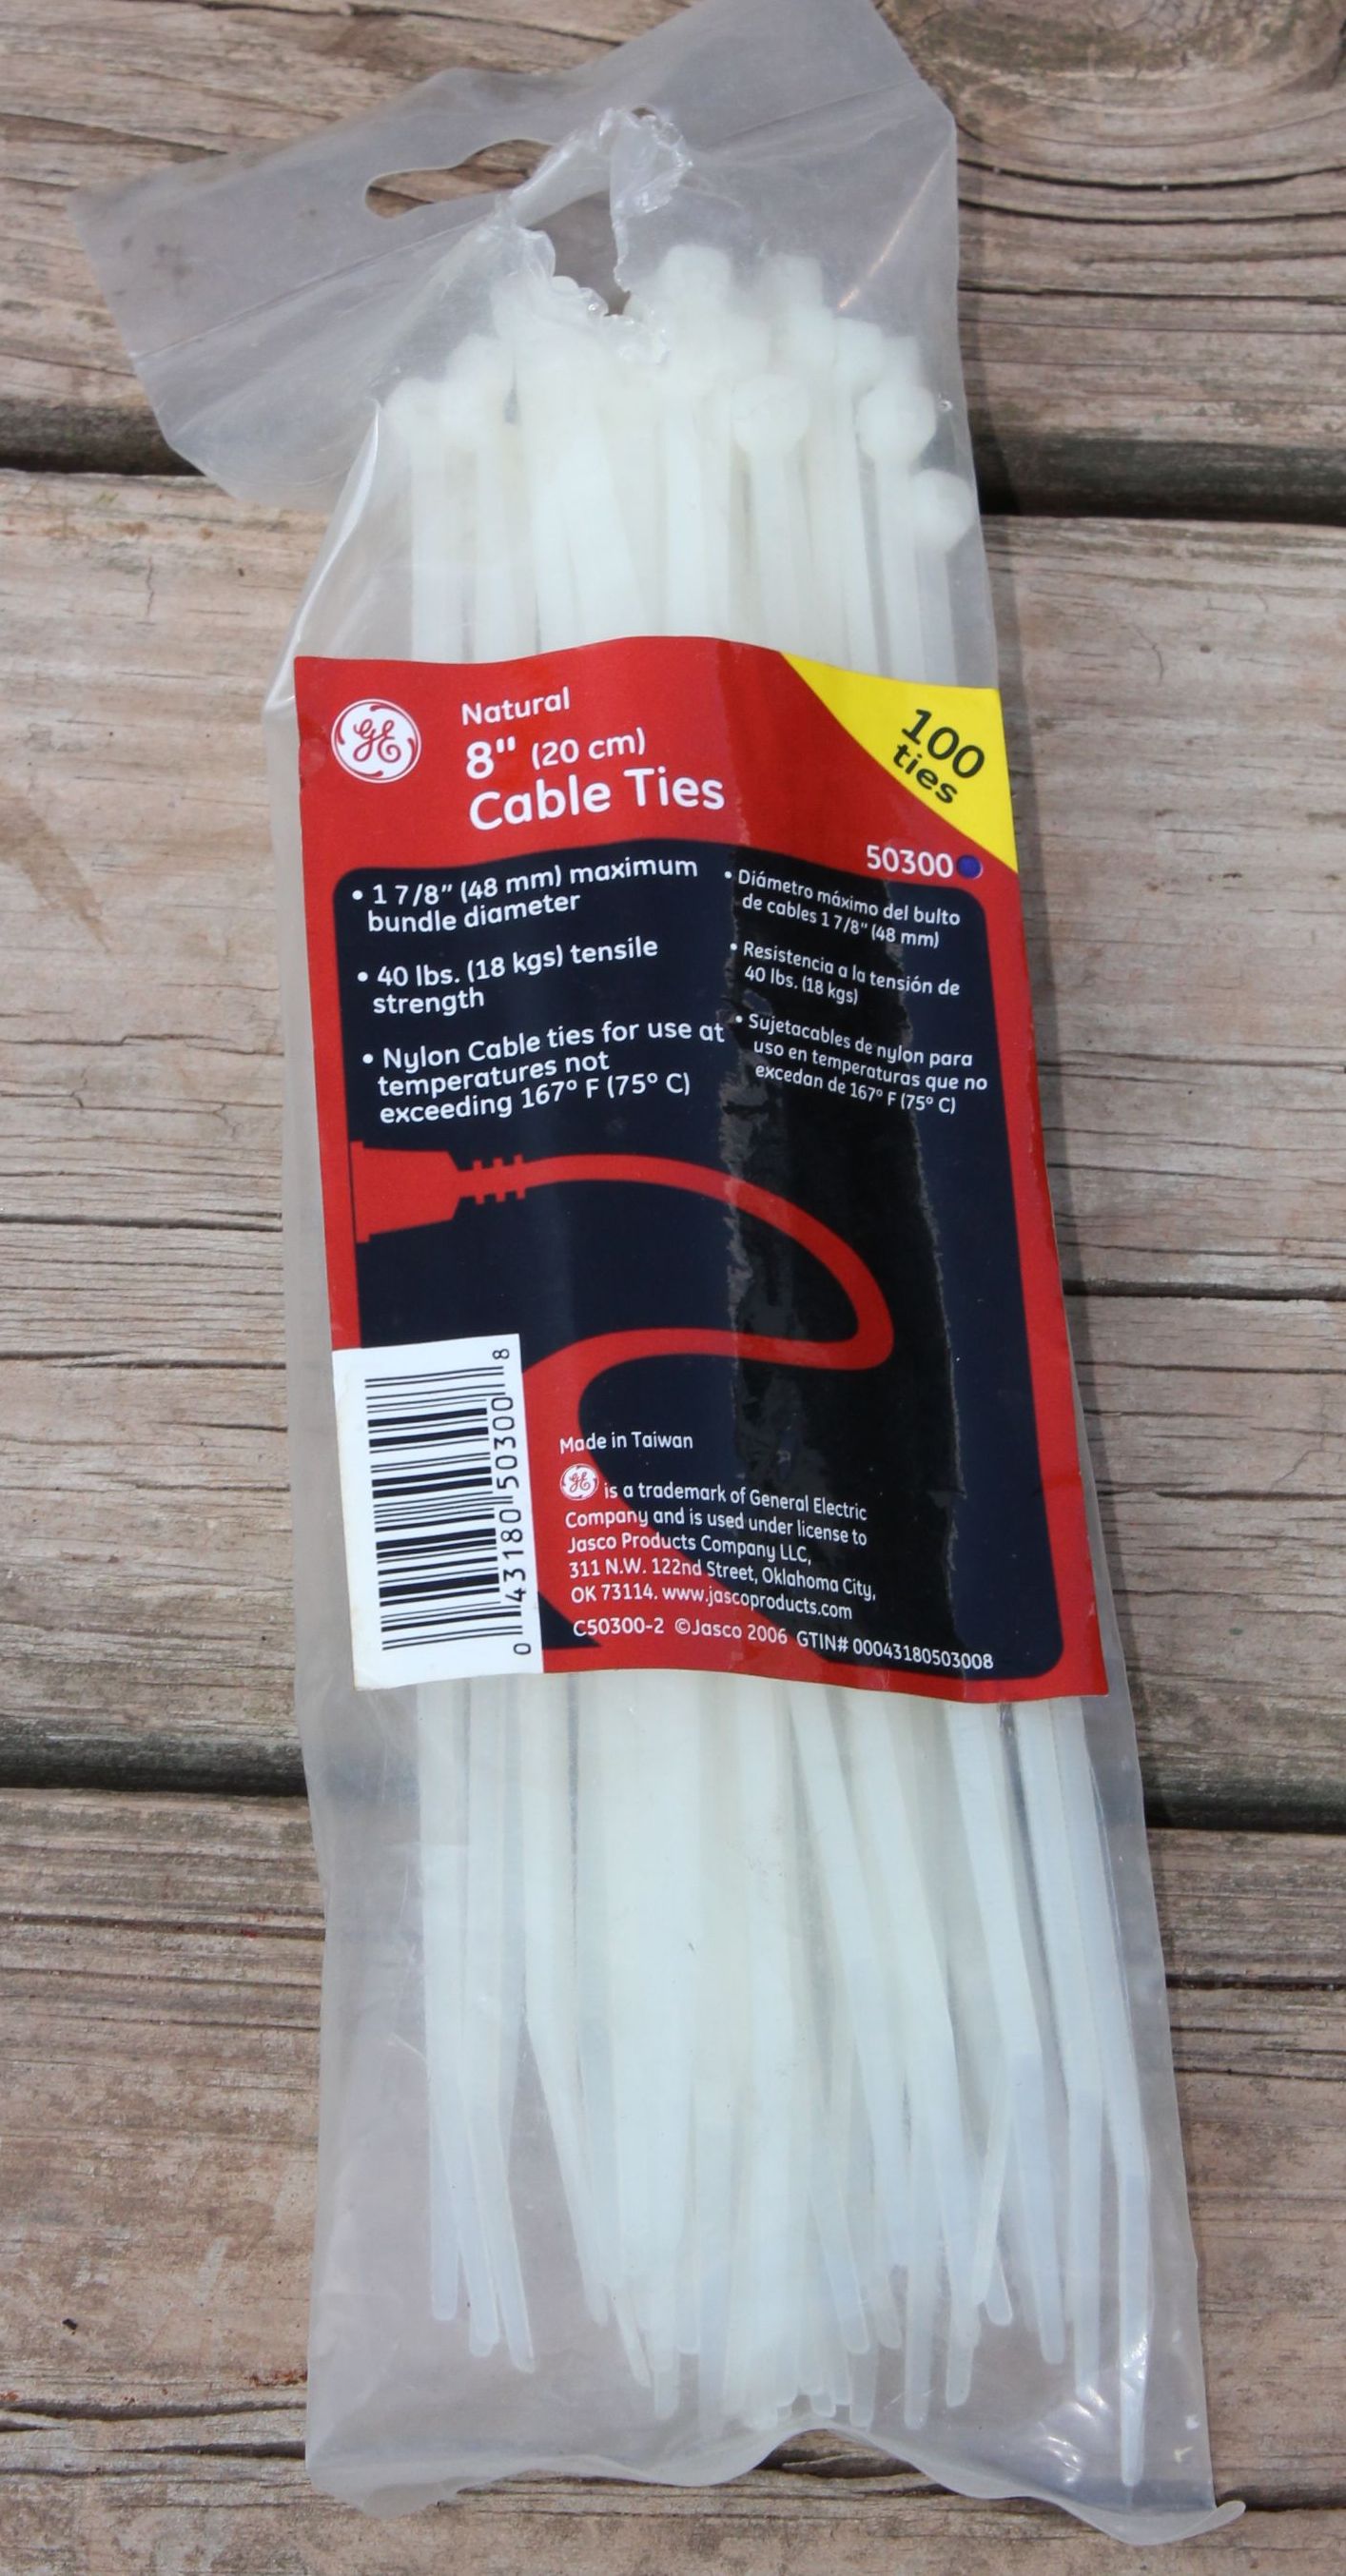 GE
Natural
8" (20 cm)
Cable Ties
100
ties
50300
• 1 7/8" (48 mm) maximum
bundle diameter
• 40 lbs. (18 kgs) tensile
strength
• Nylon Cable ties for use at
temperatures not
exceeding 167° F (75° C)
• Diámetro máximo del bulto
de cables 1 7/8" (48 mm)
• Resistencia a la tensión de
40 lbs. (18 kgs)
• Sujetacables de nylon para
uso en temperaturas que no
excedan de 167° F (75° C)
0 43180 50300 8
Made in Taiwan
GE is a trademark of General Electric
Company and is used under license to
Jasco Products Company LLC,
311 N.W. 122nd Street, Oklahoma City,
OK 73114. www.jascoproducts.com
C50300-2 ©Jasco 2006 GTIN# 00043180503008